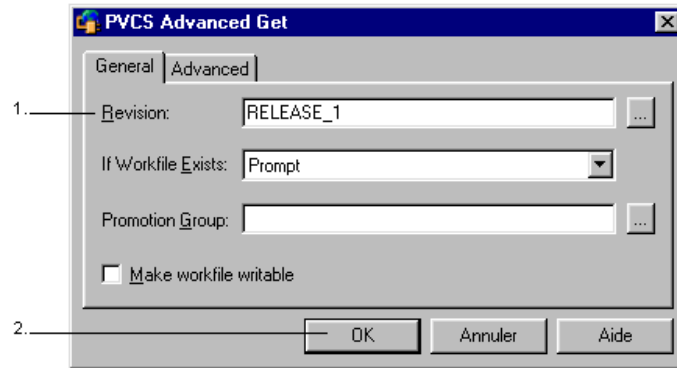 PVCS Advanced Get
General Advanced
1. Revision: RELEASE_1 ...
If Workfile Exists: Prompt
Promotion Group: ...
Make workfile writable
2. OK Annuler Aide